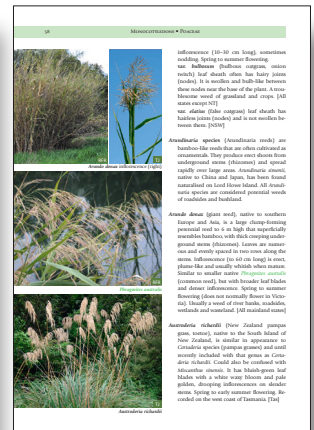 58
Monocotyledons • Poaceae
Arundo donax inflorescence (right)
Phragmites australis
Austroderia richardii
inflorescence (10–30 cm long), sometimes
nodding. Spring to summer flowering.
var. bulbosum (bulbous oatgrass, onion
twitch) leaf sheath often has hairy joints
(nodes). It is swollen and bulb-like between
these nodes near the base of the plant. A trou-
blesome weed of grassland and crops. [All
states except NT]
var. elatius (false oatgrass) leaf sheath has
hairless joints (nodes) and is not swollen be-
tween them. [NSW]
Arundinaria species (Arundinaria reeds) are
bamboo-like reeds that are often cultivated as
ornamentals. They produce erect shoots from
underground stems (rhizomes) and spread
rapidly over large areas. Arundinaria simonii,
native to China and Japan, has been found
naturalised on Lord Howe Island. All Arundi-
naria species are considered potential weeds
of roadsides and bushland.
Arundo donax (giant reed), native to southern
Europe and Asia, is a large clump-forming
perennial reed to 6 m high that superficially
resembles bamboo, with thick creeping under-
ground stems (rhizomes). Leaves are numer-
ous and evenly spaced in two rows along the
stems. Inflorescence (to 60 cm long) is erect,
plume-like and usually whitish when mature.
Similar to smaller native Phragmites australis
(common reed), but with broader leaf blades
and denser inflorescence. Spring to summer
flowering (does not normally flower in Victo-
ria). Usually a weed of river banks, roadsides,
wetlands and wasteland. [All mainland states]
Austroderia richardii (New Zealand pampas
grass, toetoe), native to the South Island of
New Zealand, is similar in appearance to
Cortaderia species (pampas grasses) and until
recently included with that genus as Corta-
deria richardii. Could also be confused with
Miscanthus sinensis. It has bluish-green leaf
blades with a white waxy bloom and pale
golden, drooping inflorescences on slender
stems. Spring to early summer flowering. Re-
corded on the west coast of Tasmania. [Tas]